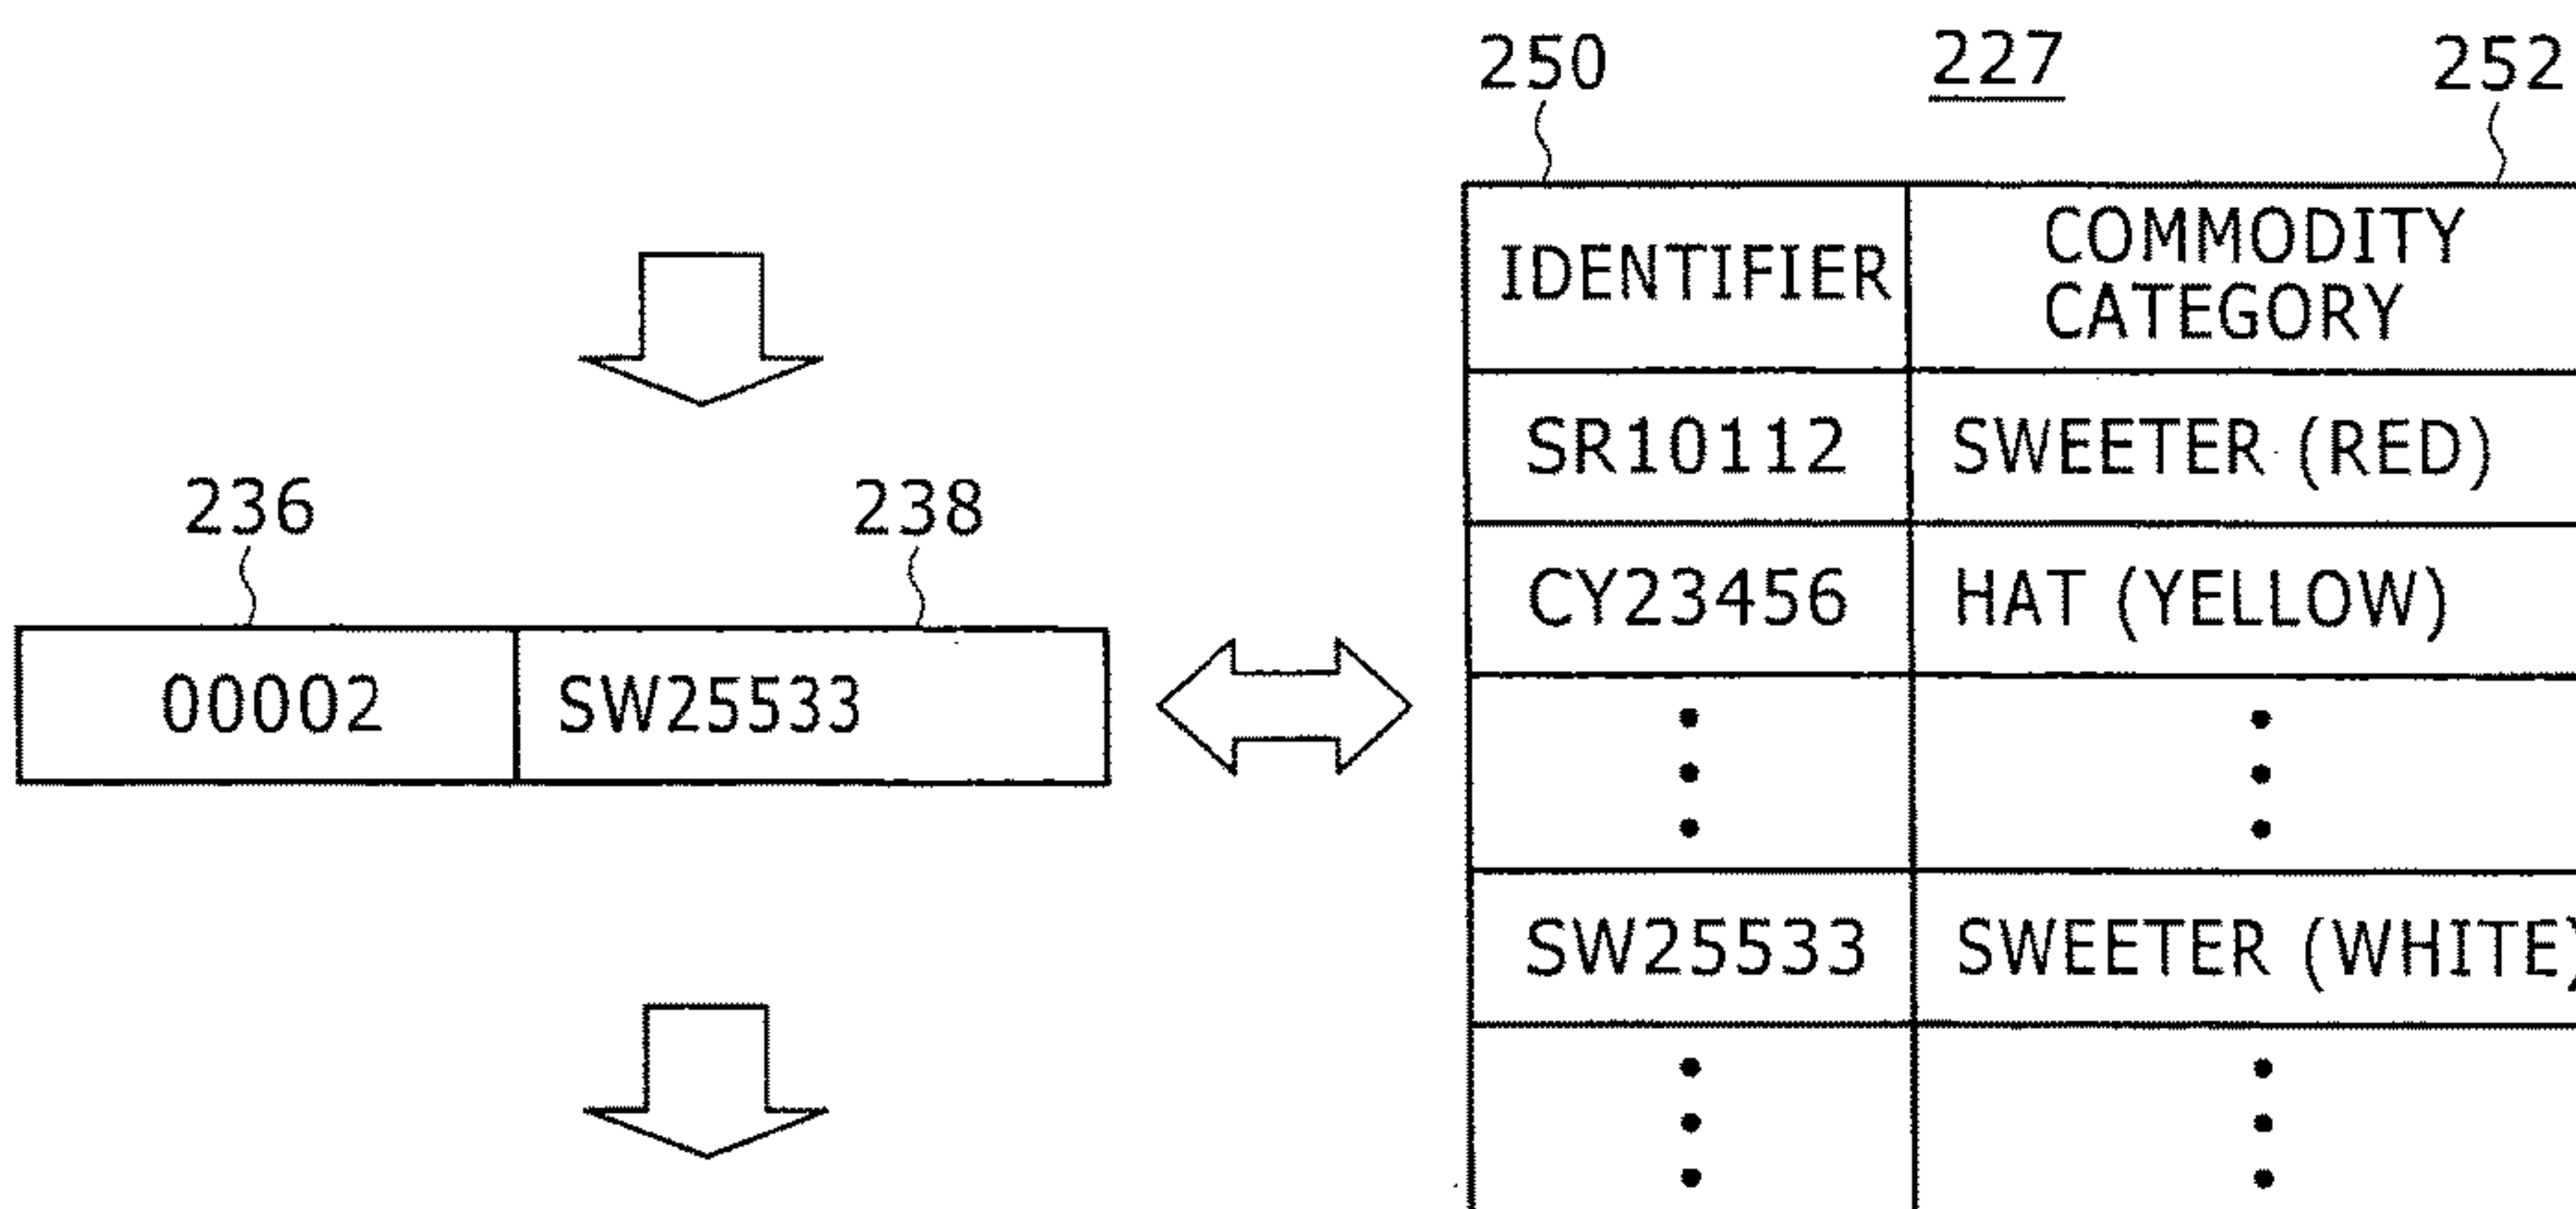 250 227 252
IDENTIFIER COMMODITY
CATEGORY
SR10112 SWEETER (RED)
236 238
CY23456 HAT (YELLOW)
00002 SW25533
SW25533 SWEETER (WHITE)